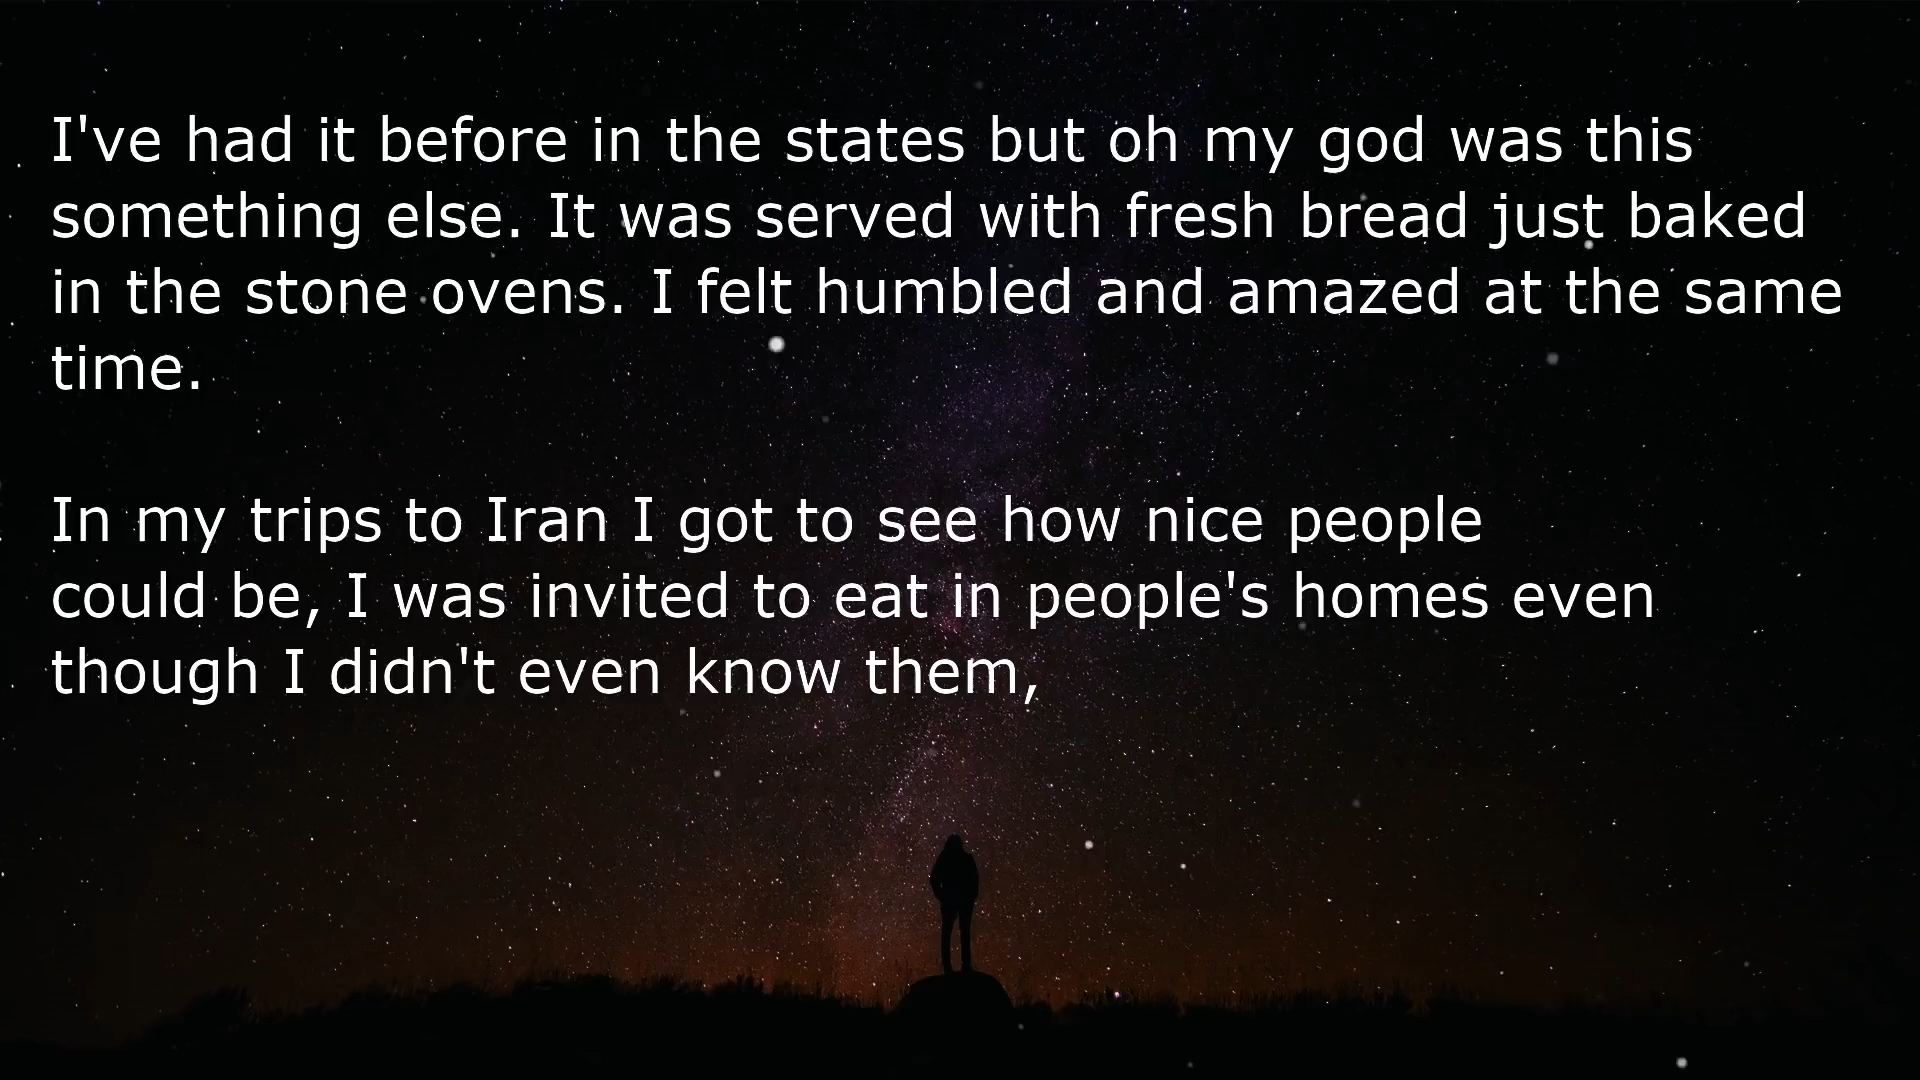 I've had it before in the states but oh my god was this
something else. It was served with fresh bread just baked
in the stone ovens. I felt humbled and amazed at the same
time.
In my trips to Iran I got to see how nice people
could be, I was invited to eat in people's homes even
though I didn't even know them,